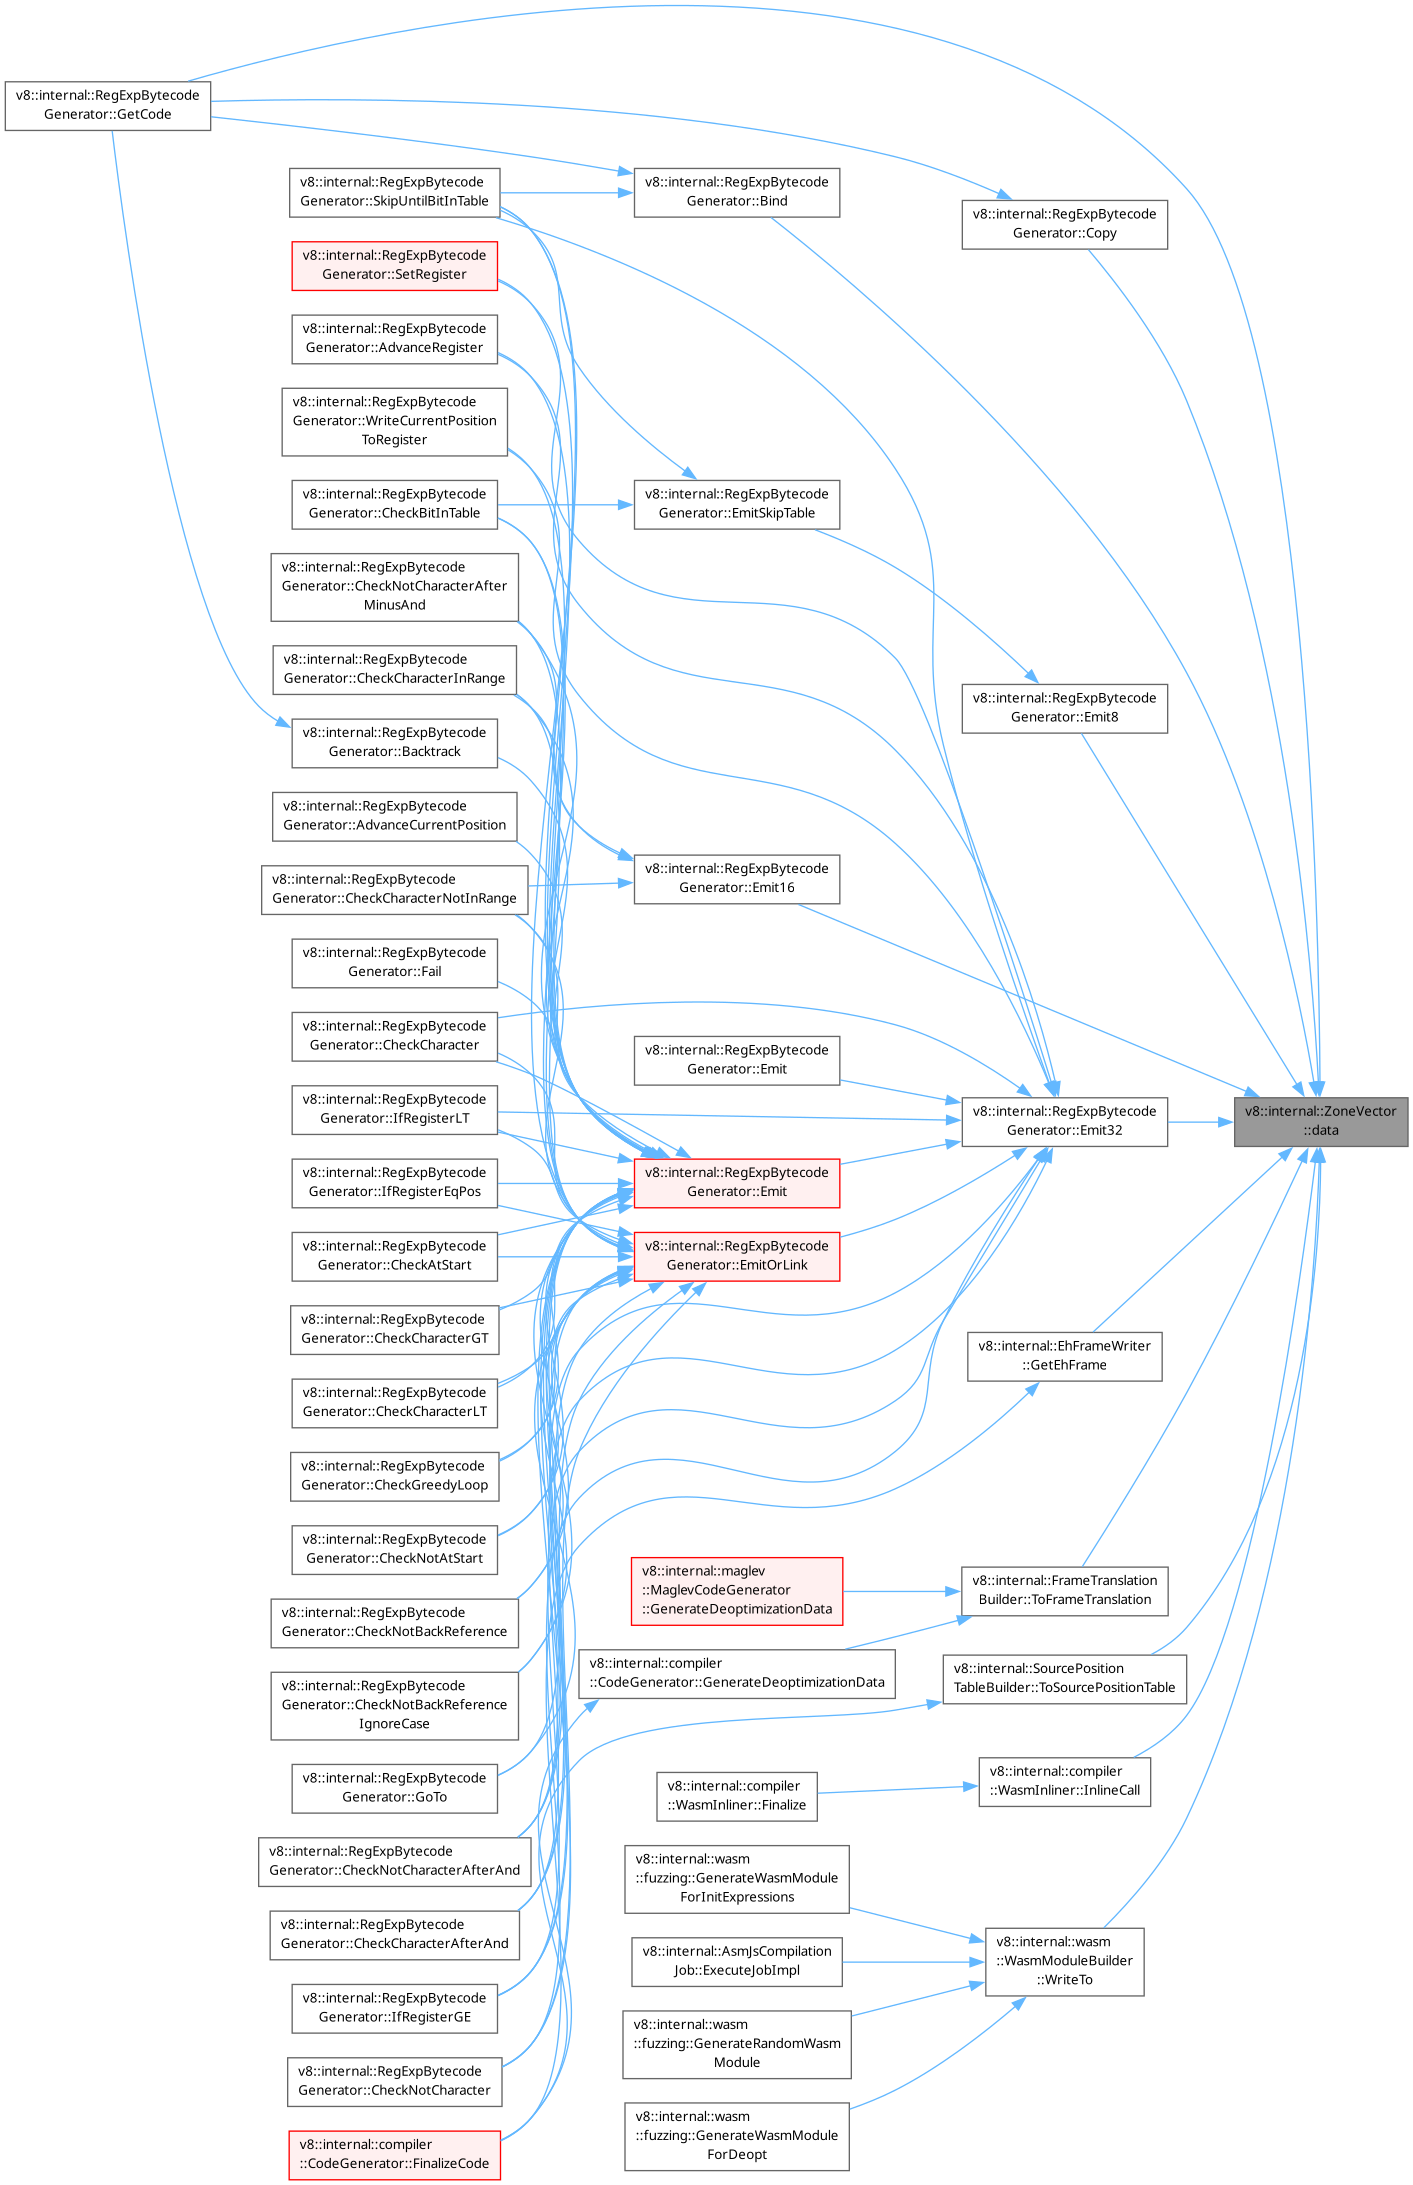 v8::internal::RegExpBytecode
Generator::GetCode
v8::internal::RegExpBytecode
Generator::SkipUntilBitInTable
v8::internal::RegExpBytecode
Generator::SetRegister
v8::internal::RegExpBytecode
Generator::AdvanceRegister
v8::internal::RegExpBytecode
Generator::WriteCurrentPosition
ToRegister
v8::internal::RegExpBytecode
Generator::CheckBitInTable
v8::internal::RegExpBytecode
Generator::CheckNotCharacterAfter
MinusAnd
v8::internal::RegExpBytecode
Generator::CheckCharacterInRange
v8::internal::RegExpBytecode
Generator::Backtrack
v8::internal::RegExpBytecode
Generator::AdvanceCurrentPosition
v8::internal::RegExpBytecode
Generator::CheckCharacterNotInRange
v8::internal::RegExpBytecode
Generator::Fail
v8::internal::RegExpBytecode
Generator::CheckCharacter
v8::internal::RegExpBytecode
Generator::IfRegisterLT
v8::internal::RegExpBytecode
Generator::IfRegisterEqPos
v8::internal::RegExpBytecode
Generator::CheckAtStart
v8::internal::RegExpBytecode
Generator::CheckCharacterGT
v8::internal::RegExpBytecode
Generator::CheckCharacterLT
v8::internal::RegExpBytecode
Generator::CheckGreedyLoop
v8::internal::RegExpBytecode
Generator::CheckNotAtStart
v8::internal::RegExpBytecode
Generator::CheckNotBackReference
v8::internal::RegExpBytecode
Generator::CheckNotBackReference
IgnoreCase
v8::internal::RegExpBytecode
Generator::GoTo
v8::internal::RegExpBytecode
Generator::CheckNotCharacterAfterAnd
v8::internal::RegExpBytecode
Generator::CheckCharacterAfterAnd
v8::internal::RegExpBytecode
Generator::IfRegisterGE
v8::internal::RegExpBytecode
Generator::CheckNotCharacter
v8::internal::compiler
::CodeGenerator::FinalizeCode
v8::internal::RegExpBytecode
Generator::Bind
v8::internal::RegExpBytecode
Generator::EmitSkipTable
v8::internal::RegExpBytecode
Generator::Emit16
v8::internal::RegExpBytecode
Generator::Emit
v8::internal::RegExpBytecode
Generator::Emit
v8::internal::RegExpBytecode
Generator::EmitOrLink
v8::internal::maglev
::MaglevCodeGenerator
::GenerateDeoptimizationData
v8::internal::compiler
::CodeGenerator::GenerateDeoptimizationData
v8::internal::compiler
::WasmInliner::Finalize
v8::internal::wasm
::fuzzing::GenerateWasmModule
ForInitExpressions
v8::internal::AsmJsCompilation
Job::ExecuteJobImpl
v8::internal::wasm
::fuzzing::GenerateRandomWasm
Module
v8::internal::wasm
::fuzzing::GenerateWasmModule
ForDeopt
v8::internal::RegExpBytecode
Generator::Copy
v8::internal::RegExpBytecode
Generator::Emit8
v8::internal::RegExpBytecode
Generator::Emit32
v8::internal::EhFrameWriter
::GetEhFrame
v8::internal::FrameTranslation
Builder::ToFrameTranslation
v8::internal::SourcePosition
TableBuilder::ToSourcePositionTable
v8::internal::compiler
::WasmInliner::InlineCall
v8::internal::wasm
::WasmModuleBuilder
::WriteTo
v8::internal::ZoneVector
::data